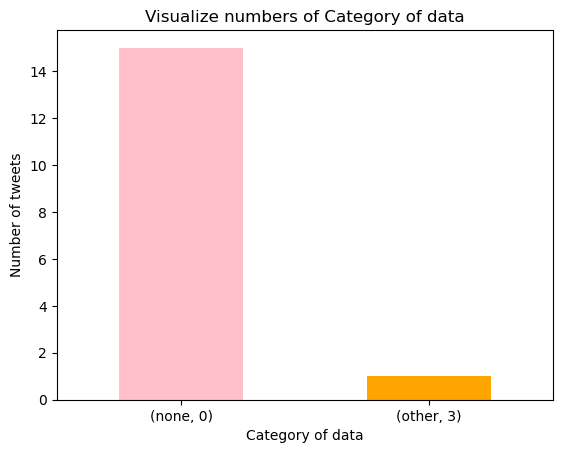 Visualize numbers of Category of data
Number of tweets
14
12
10
8
6
4
2
0
(none, 0)
(other, 3)
Category of data